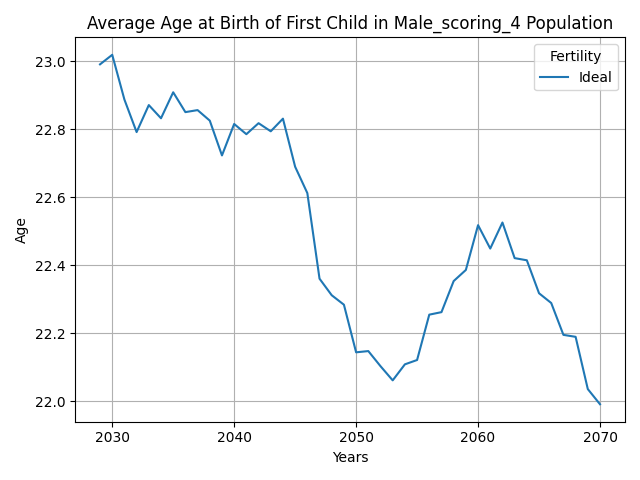 Average Age at Birth of First Child in Male_scoring_4 Population
Fertility
Ideal
23.0
22.8
22.6
22.4
22.2
22.0
Age
2030 2040 2050 2060 2070
Years